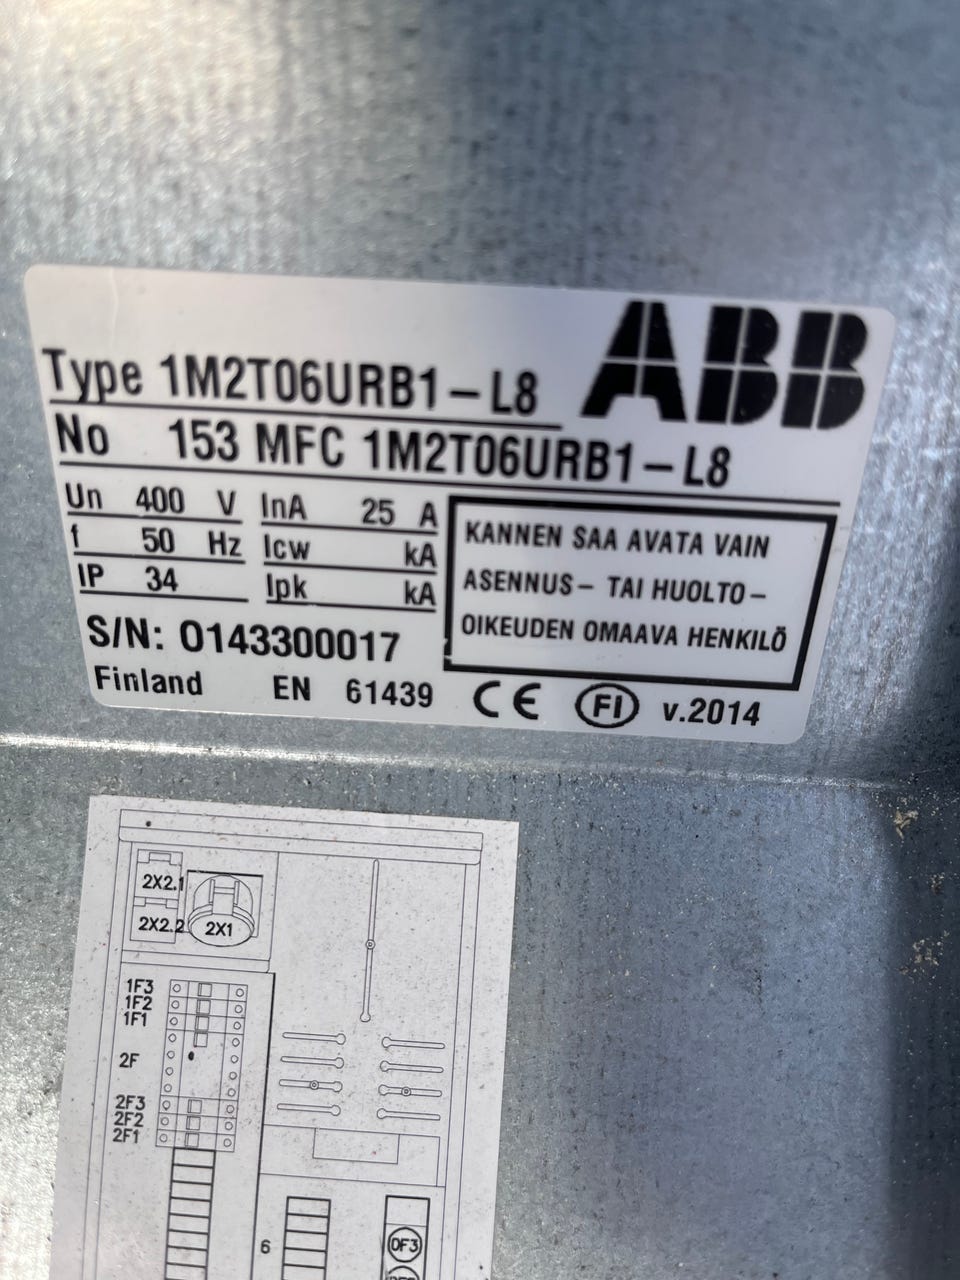 ABB
Type 1M2T06URB1-L8
No 153 MFC 1M2T06URB1-L8
Un 400 V InA 25 A
f 50 Hz Icw kA
IP 34 Ipk kA
KANNEN SAA AVATA VAIN
ASENNUS- TAI HUOLTO-
OIKEUDEN OMAAVA HENKILÖ
S/N: 0143300017
Finland EN 61439 CE FI v.2014
2X2.1
2X2.2 2X1
1F3
1F2
1F1
2F
2F3
2F2
2F1
6
0F3